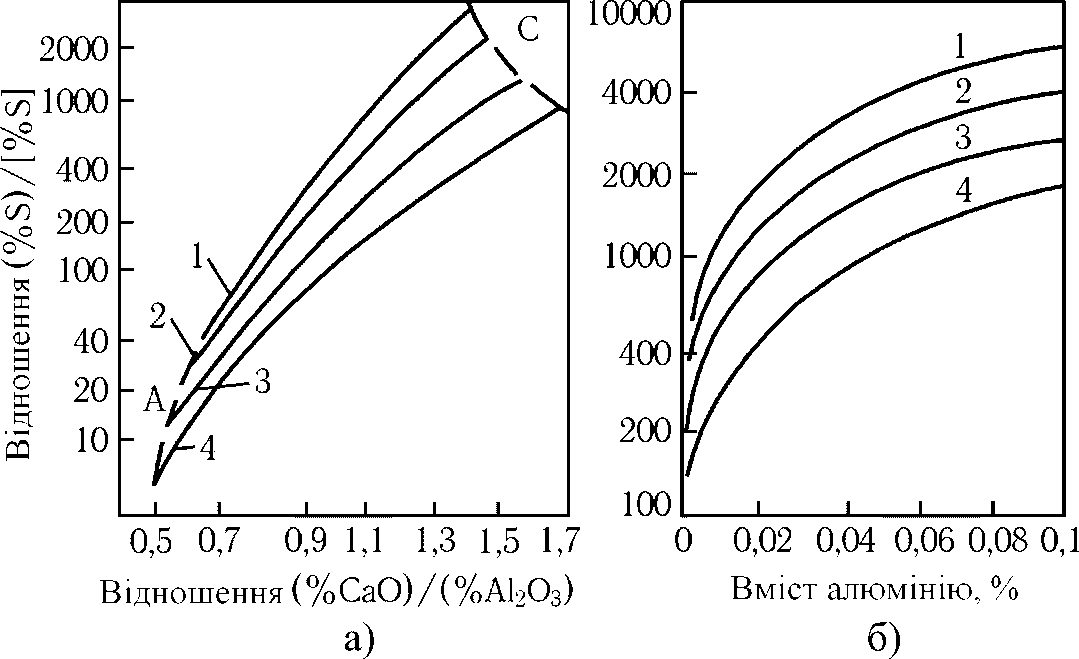 Відношення (%S)/[%S]
2000
1000
400
200
100
40
20
10
1
2
3
4
A
C
0,5 0,7 0,9 1,1 1,3 1,5 1,7
Відношення (%CaO)/(%Al₂O₃)
а)
10000
4000
2000
1000
400
200
100
1
2
3
4
0 0,02 0,04 0,06 0,08 0,1
Вміст алюмінію, %
б)